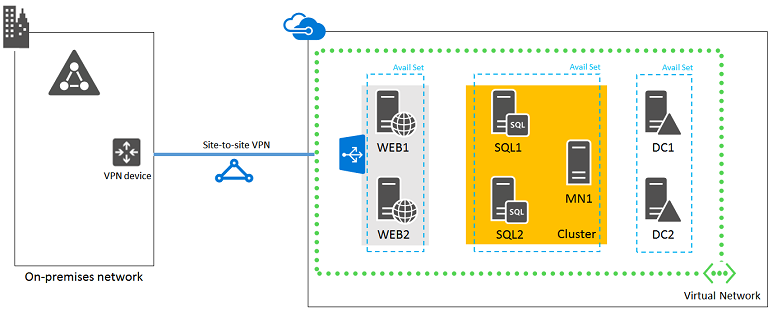 Avail Set
Avail Set
Avail Set
Site-to-site VPN
VPN device
WEB1
WEB2
SQL
SQL1
SQL
SQL2
MN1
Cluster
DC1
DC2
On-premises network
Virtual Network